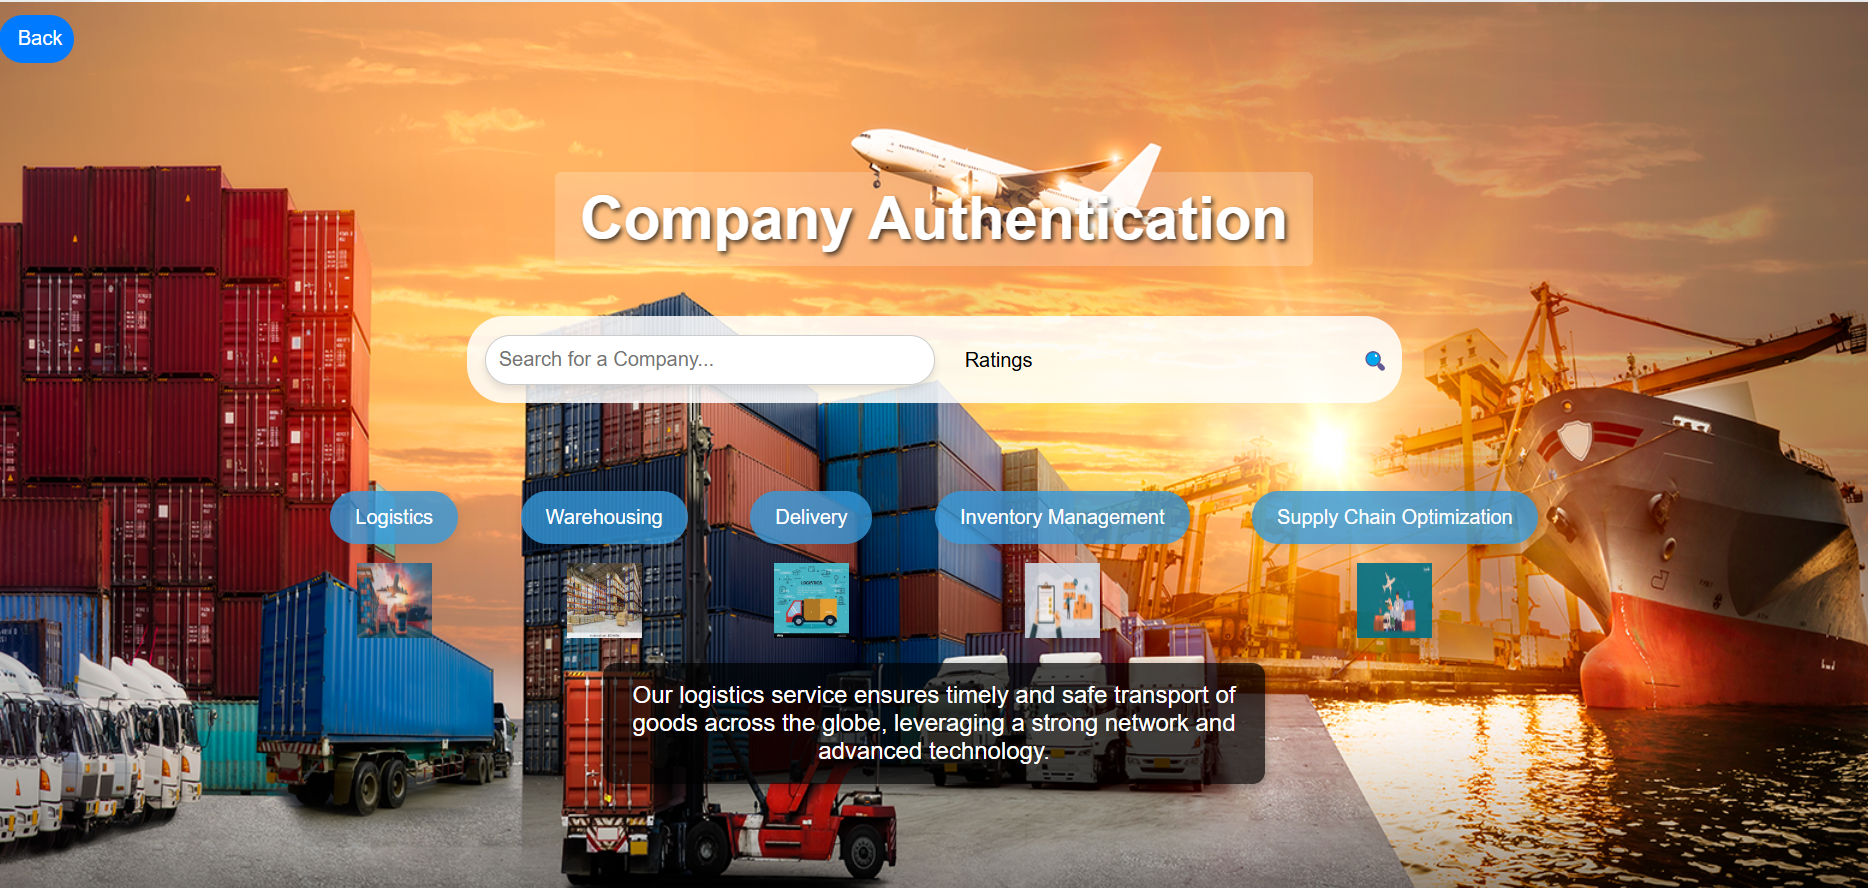 Back
Company Authentication
Search for a Company...
Ratings
Logistics
Warehousing
Delivery
Inventory Management
Supply Chain Optimization
LOGISTICS
Our logistics service ensures timely and safe transport of
goods across the globe, leveraging a strong network and
advanced technology.